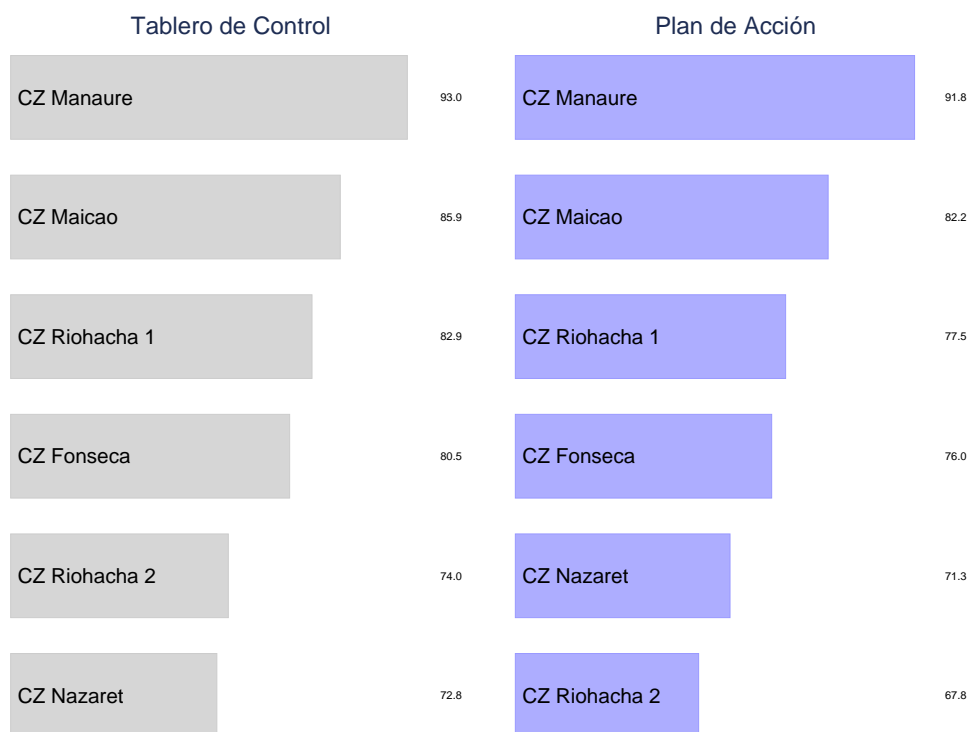 Tablero de Control
CZ Manaure 93.0
CZ Maicao 85.9
CZ Riohacha 1 82.9
CZ Fonseca 80.5
CZ Riohacha 2 74.0
CZ Nazaret 72.8
Plan de Acción
CZ Manaure 91.8
CZ Maicao 82.2
CZ Riohacha 1 77.5
CZ Fonseca 76.0
CZ Nazaret 71.3
CZ Riohacha 2 67.8